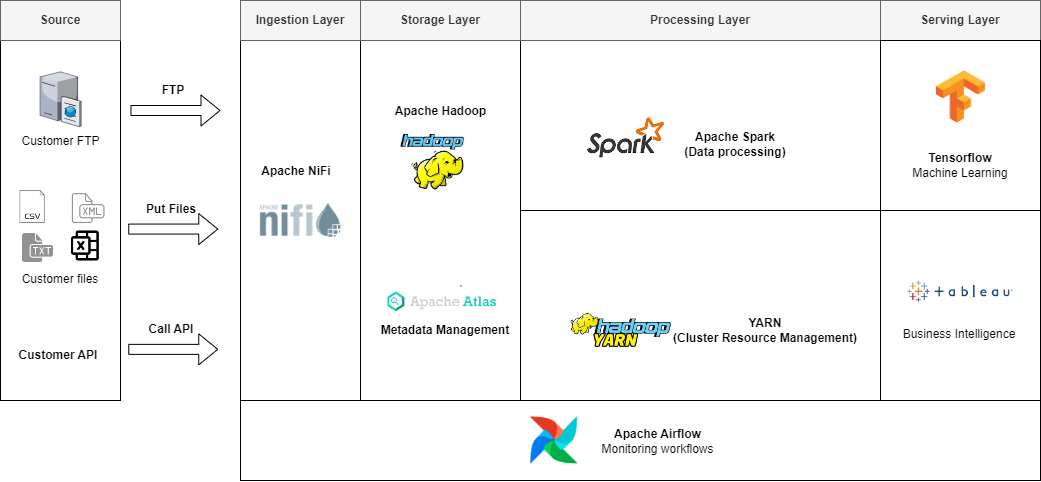 Source
Ingestion Layer
Storage Layer
Processing Layer
Serving Layer
Customer FTP
CSV
XML
TXT
X
Customer files
Customer API
FTP
Put Files
Call API
Apache NiFi
APACHE
nifi
Apache Hadoop
hadoop
Apache Atlas
Metadata Management
Spark
Apache Spark
(Data processing)
hadoop
YARN
YARN
(Cluster Resource Management)
Tensorflow
Machine Learning
+ableau
Business Intelligence
Apache Airflow
Monitoring workflows